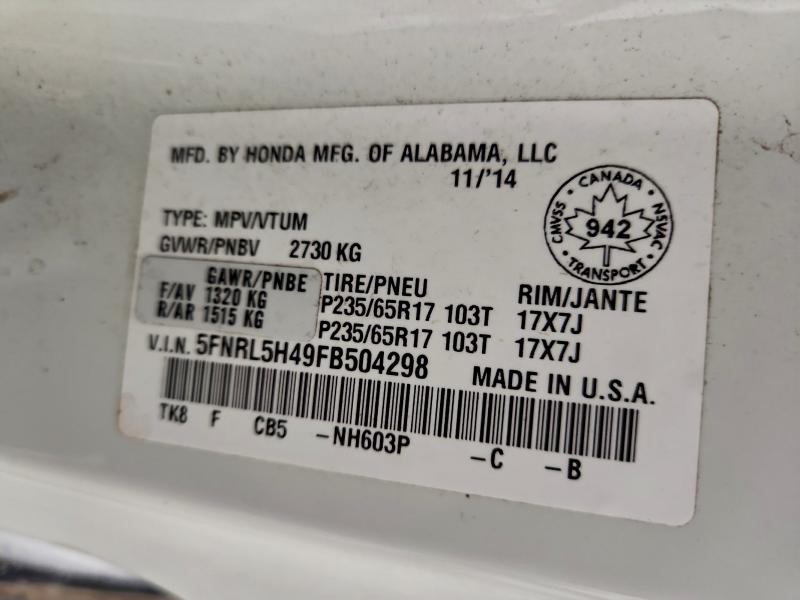 MFD. BY HONDA MFG. OF ALABAMA, LLC
11/'14
CANADA
CMVSS
942
NSVAC
TRANSPORT
TYPE: MPV/VTUM
GVWR/PNBV 2730 KG
GAWR/PNBE TIRE/PNEU RIM/JANTE
F/AV 1320 KG P235/65R17 103T 17X7J
R/AR 1515 KG P235/65R17 103T 17X7J
V.I.N. 5FNRL5H49FB504298 MADE IN U.S.A.
TK8 F CB5 -NH603P -C -B